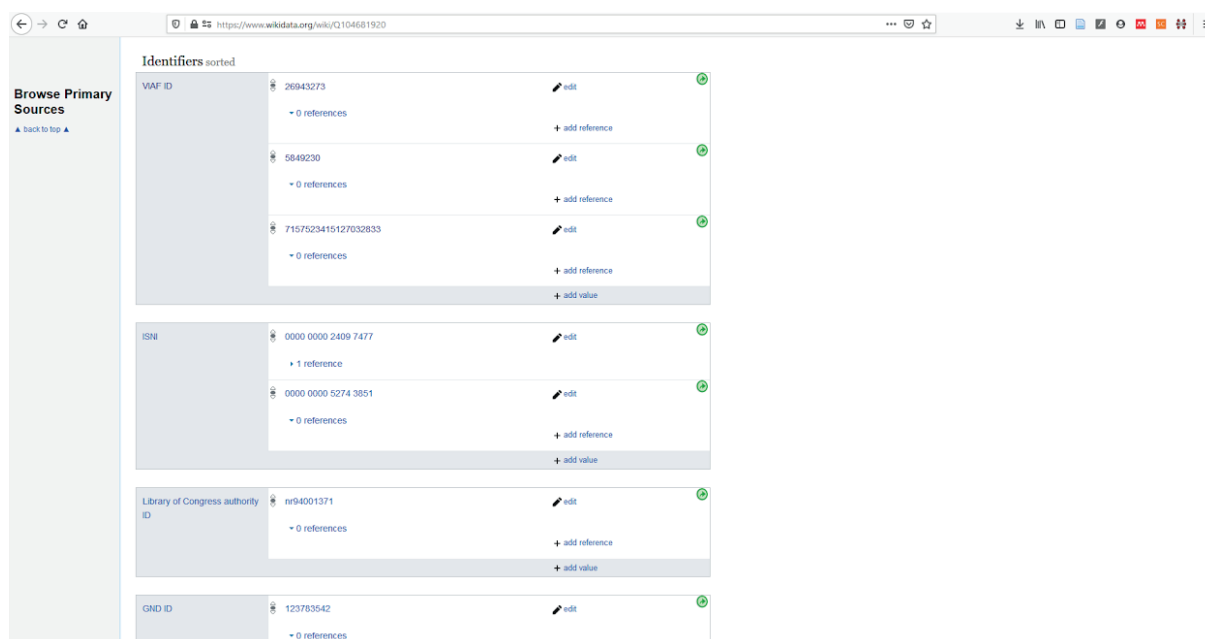 https://www.wikidata.org/wiki/Q104681920
Browse Primary
Sources
▲ back to top ▲
Identifiers sorted
VIAF ID
26943273
edit
0 references
+ add reference
5849230
edit
0 references
+ add reference
7157523415127032833
edit
0 references
+ add reference
+ add value
ISNI
0000 0000 2409 7477
edit
1 reference
0000 0000 5274 3851
edit
0 references
+ add reference
+ add value
Library of Congress authority
ID
nr94001371
edit
0 references
+ add reference
+ add value
GND ID
123783542
edit
0 references